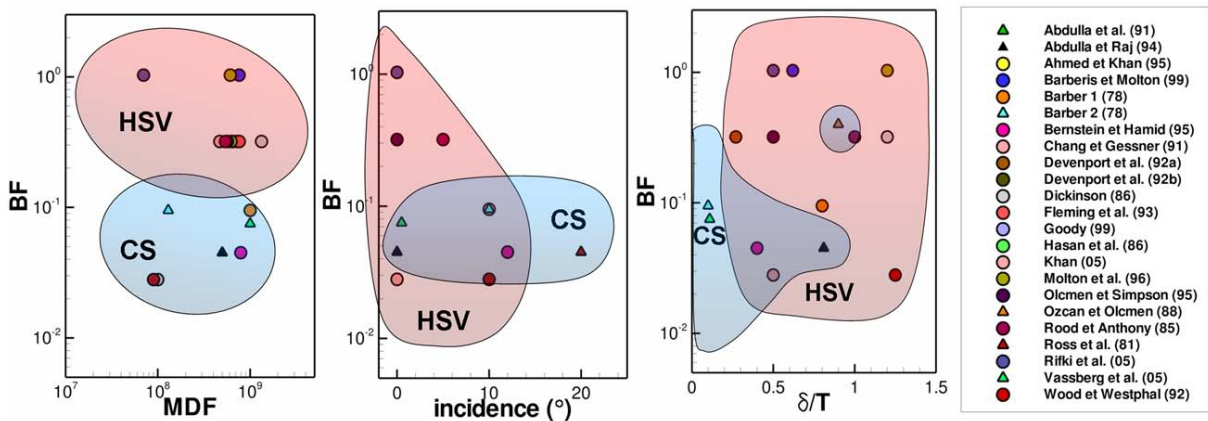 BF
10⁰
10⁻¹
10⁻²
10⁷
10⁸
10⁹
MDF
HSV
CS
BF
10⁰
10⁻¹
10⁻²
0
10
20
incidence (°)
CS
HSV
BF
10⁰
10⁻¹
10⁻²
0
0.5
1
1.5
δ/T
CS
HSV
Abdulla et al. (91)
Abdulla et Raj (94)
Ahmed et Khan (95)
Barberis et Molton (99)
Barber 1 (78)
Barber 2 (78)
Bernstein et Hamid (95)
Chang et Gessner (91)
Devenport et al. (92a)
Devenport et al. (92b)
Dickinson (86)
Fleming et al. (93)
Goody (99)
Hasan et al. (86)
Khan (05)
Molton et al. (96)
Olcmen et Simpson (95)
Ozcan et Olcmen (88)
Rood et Anthony (85)
Ross et al. (81)
Rifki et al. (05)
Vassberg et al. (05)
Wood et Westphal (92)